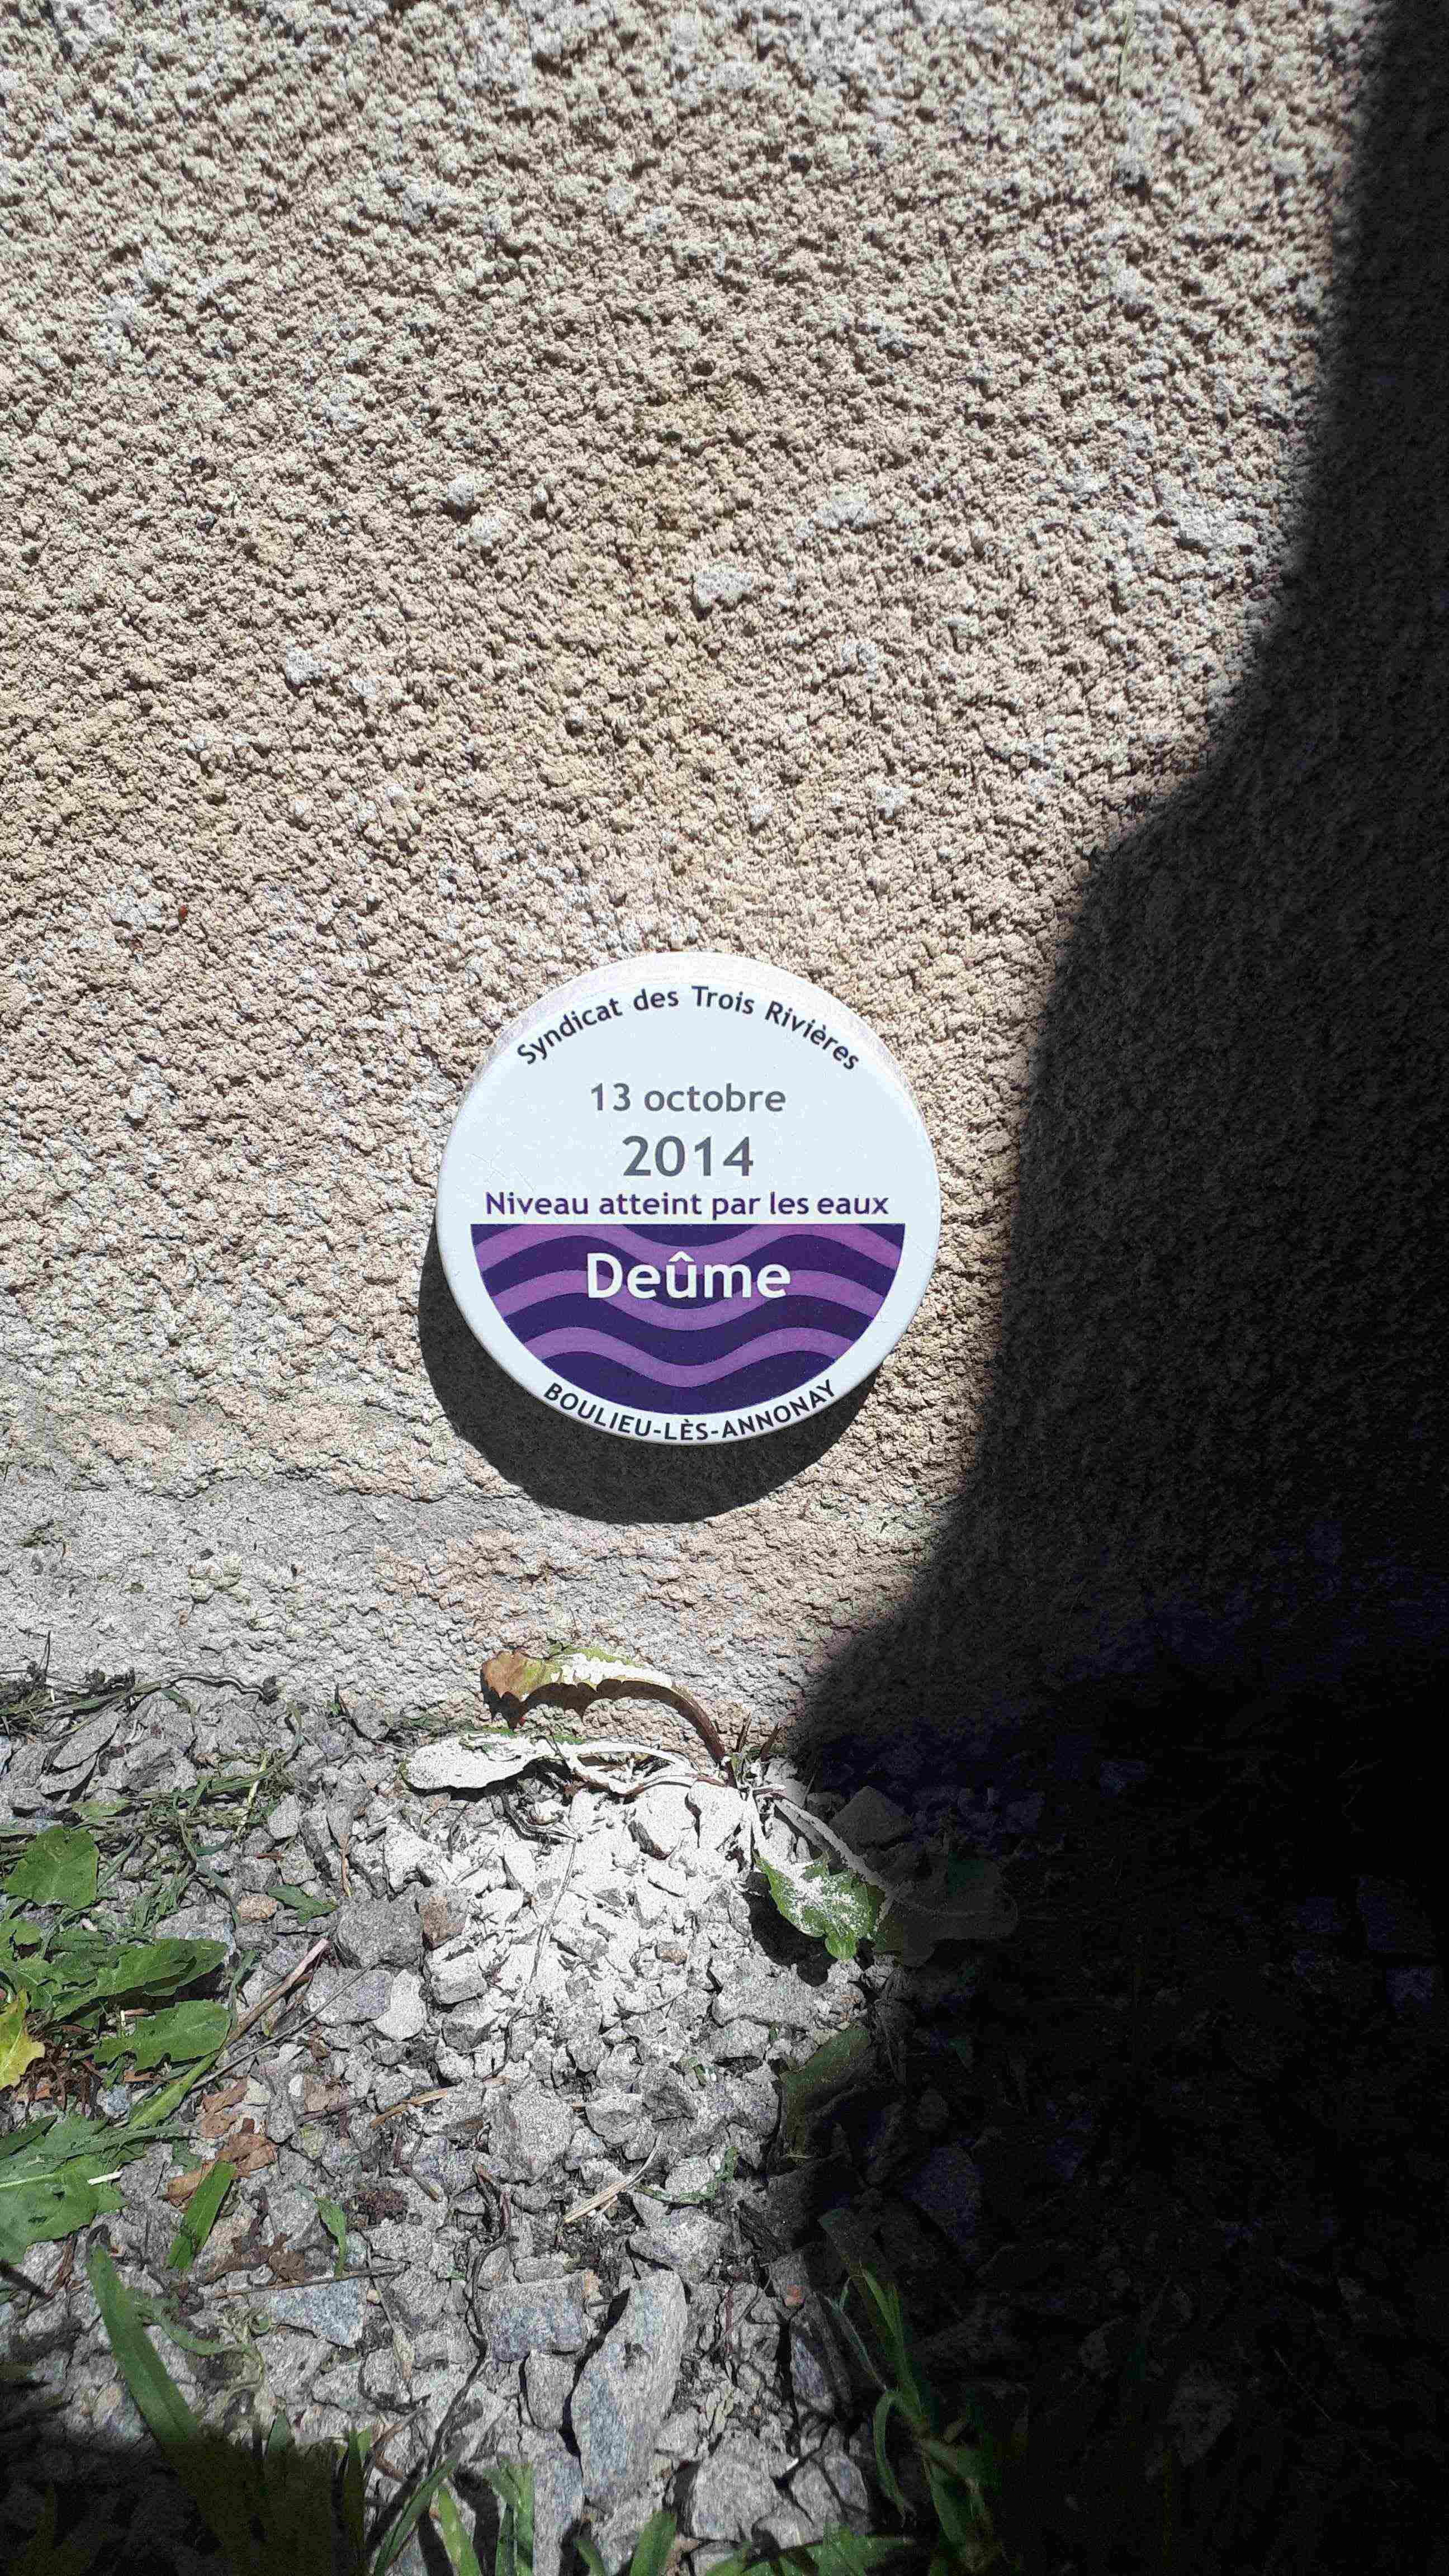 Syndicat des Trois Rivières
13 octobre
2014
Niveau atteint par les eaux
Deûme
BOULIEU-LÈS-ANNONAY